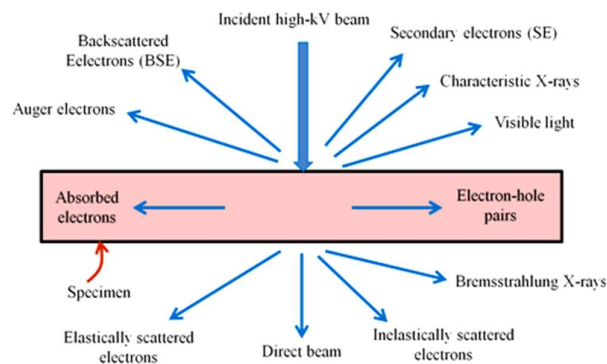 Incident high-kV beam
Backscattered
Eelectrons (BSE)
Secondary electrons (SE)
Characteristic X-rays
Auger electrons
Visible light
Absorbed
electrons
Electron-hole
pairs
Specimen
Bremsstrahlung X-rays
Elastically scattered
electrons
Direct beam
Inelastically scattered
electrons